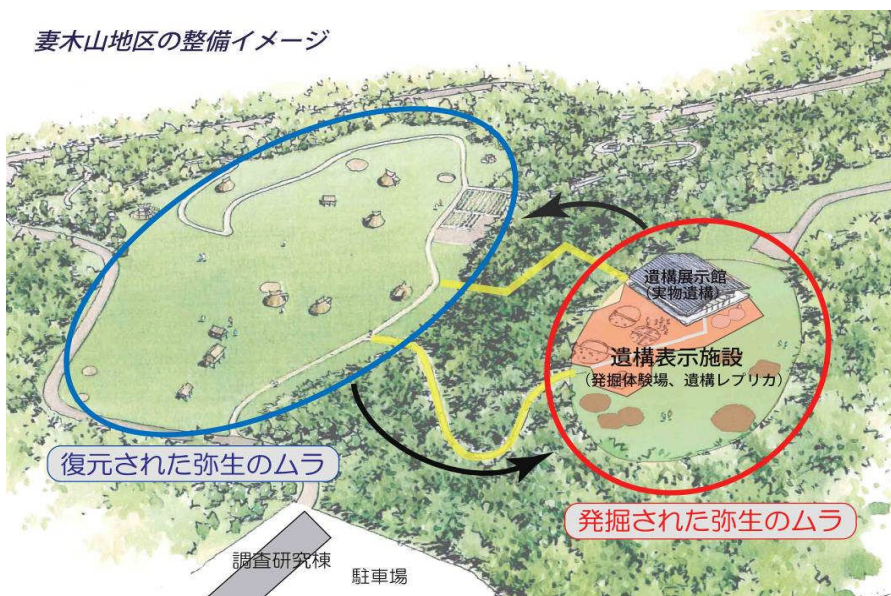 妻木山地区の整備イメージ
遺構展示館
(実物遺構)
遺構表示施設
(発掘体験場、遺構レプリカ)
復元された弥生のムラ
発掘された弥生のムラ
調査研究棟
駐車場